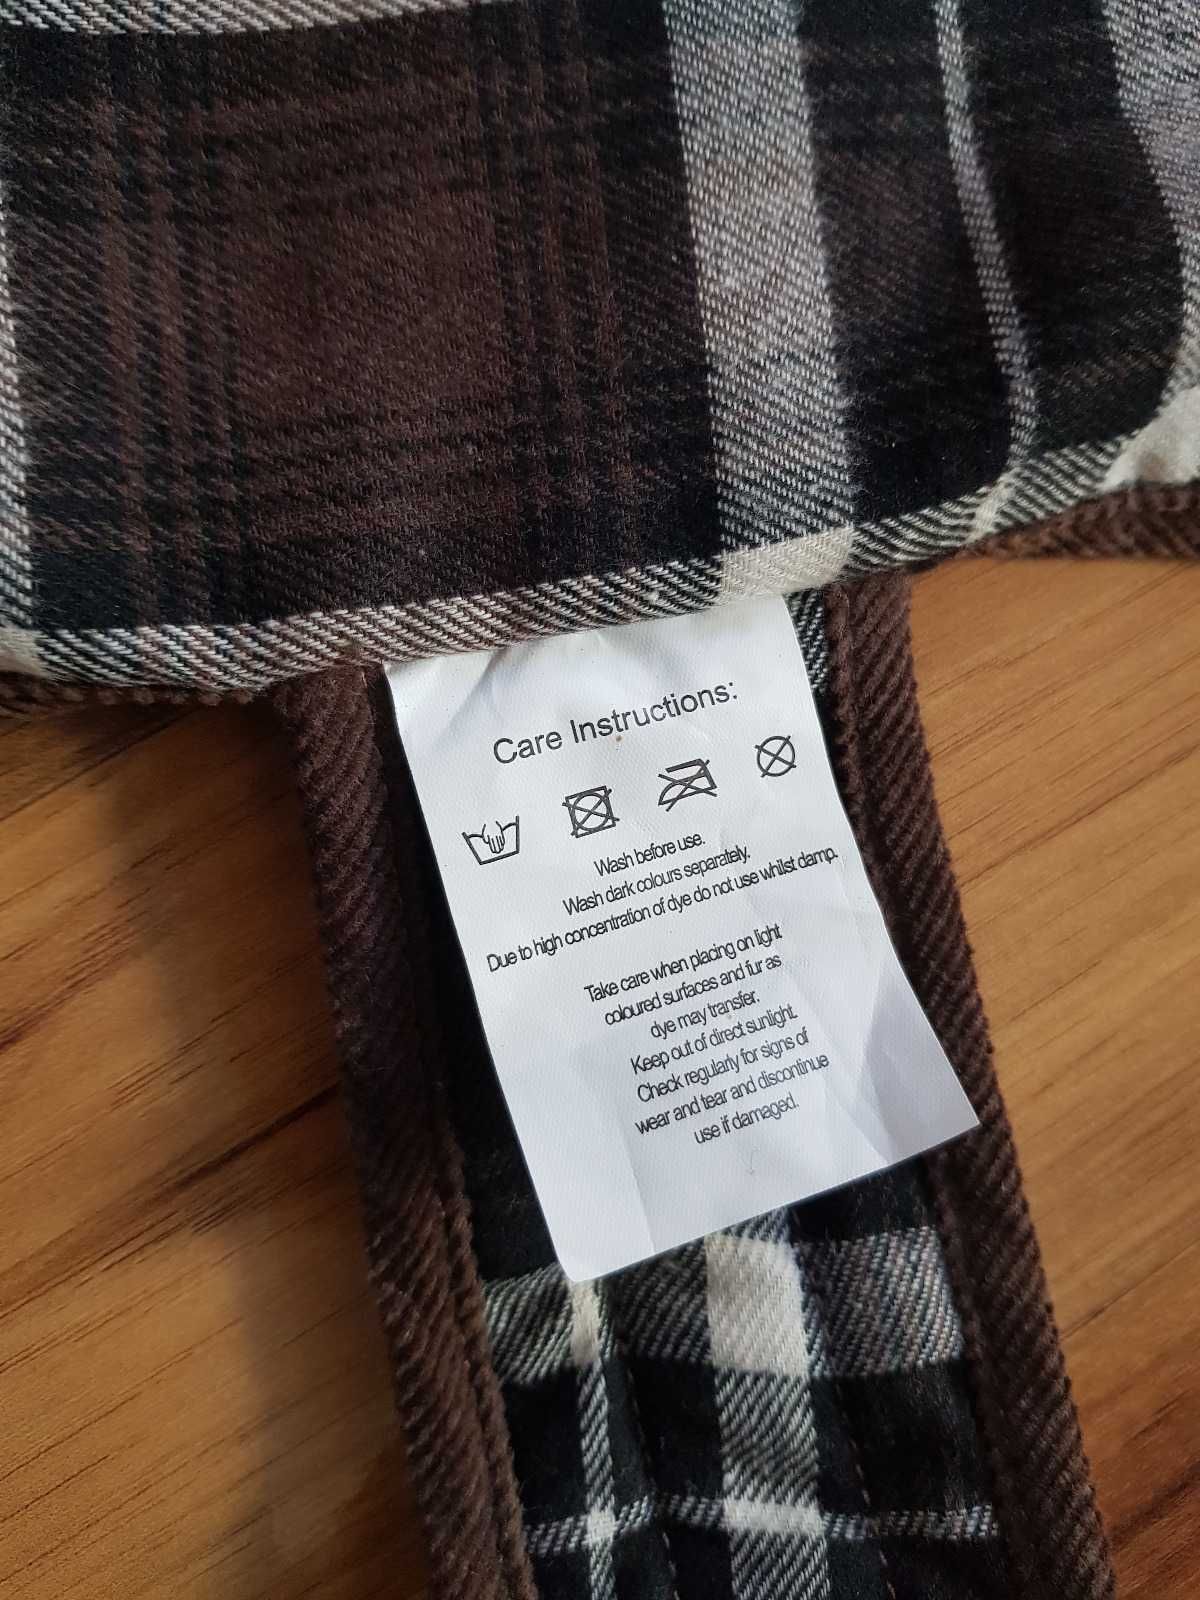 Care Instructions:
Wash before use.
Wash dark colours separately.
Due to high concentration of dye do not use whilst damp.
Take care when placing on light
coloured surfaces and fur as
dye may transfer.
Keep out of direct sunlight.
Check regularly for signs of
wear and tear and discontinue
use if damaged.